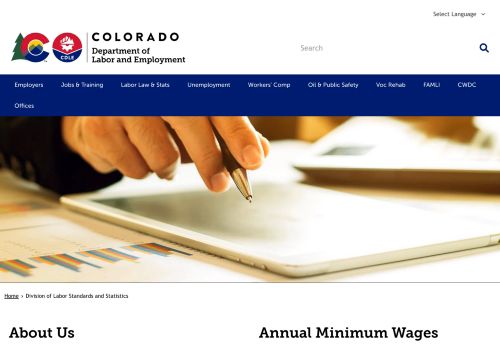 Select Language
COLORADO
Department of
Labor and Employment
CO
CDLE
Search
Employers Jobs & Training Labor Law & Stats Unemployment Workers' Comp Oil & Public Safety Voc Rehab FAMLI CWDC
Offices
Home > Division of Labor Standards and Statistics
About Us
Annual Minimum Wages